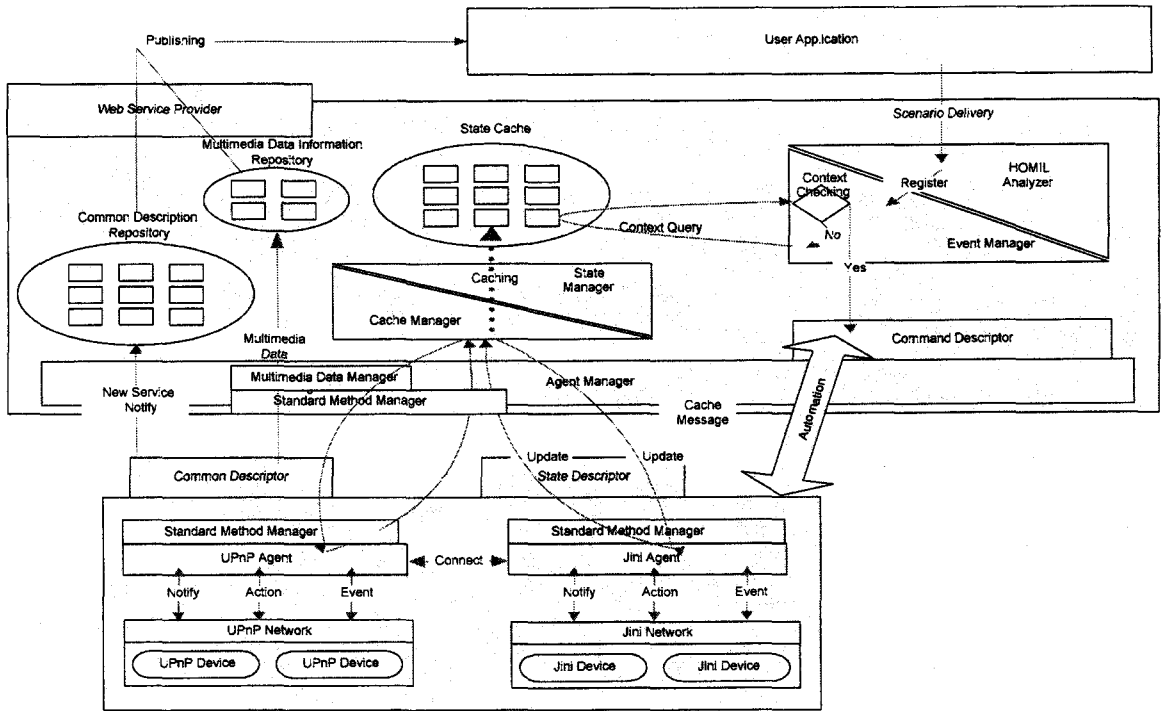 Publishing
User Application
Web Service Provider
Scenario Delivery
State Cache
Multimedia Data Information
Repository
Context
Checking
Register
HOMIL
Analyzer
Common Description
Repository
Context Query
No
Event Manager
Yes
Caching
State
Manager
Cache Manager
Multimedia
Data
Command Descriptor
Multimedia Data Manager
Agent Manager
New Service
Notify
Standard Method Manager
Cache
Message
Automation
Common Descriptor
Update
Update
State Descriptor
Standard Method Manager
Standard Method Manager
UPnP Agent
Connect
Jini Agent
Notify
Action
Event
Notify
Action
Event
UPnP Network
Jini Network
UPnP Device
UPnP Device
Jini Device
Jini Device